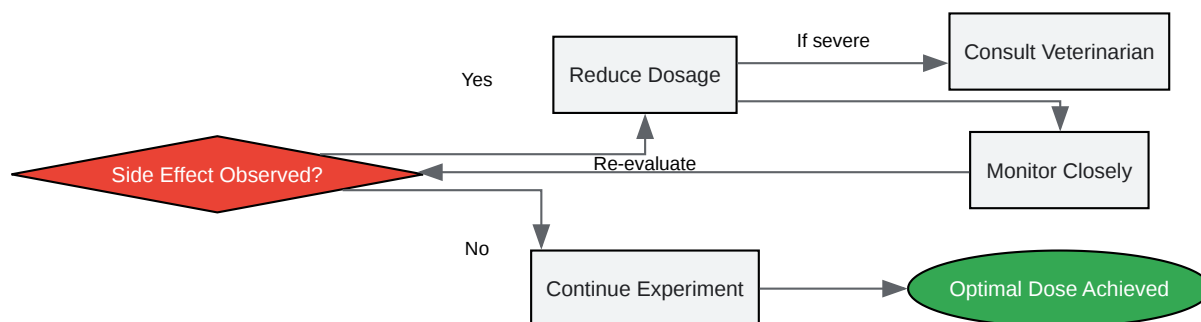 If severe
Consult Veterinarian
Reduce Dosage
Yes
Side Effect Observed?
Re-evaluate
Monitor Closely
No
Continue Experiment
Optimal Dose Achieved